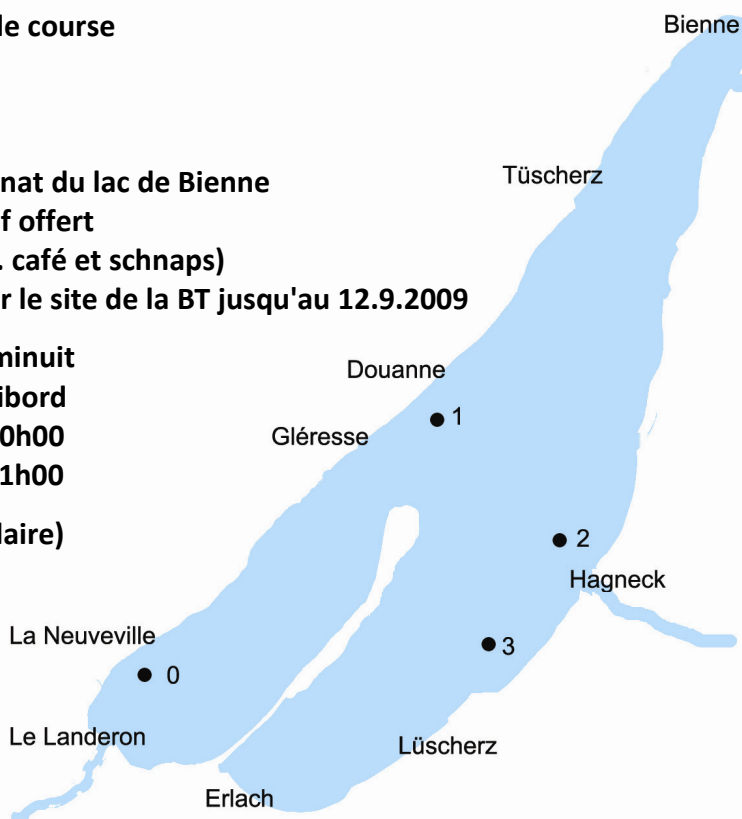 le course
nat du lac de Bienne
f offert
. café et schnaps)
r le site de la BT jusqu'au 12.9.2009
minuit
ibord
0h00
1h00
laire)
Bienne
Tüscherz
Douanne
1
Gléresse
2
Hagneck
La Neuveville
3
0
Le Landeron
Lüscherz
Erlach